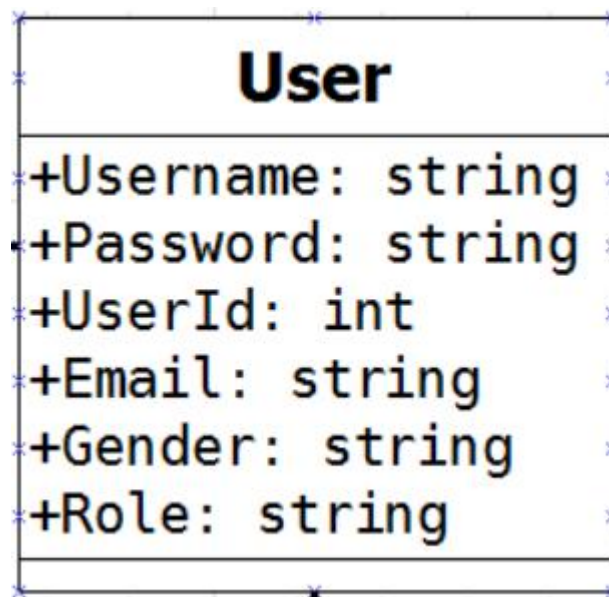 User
+Username: string
+Password: string
+UserId: int
+Email: string
+Gender: string
+Role: string